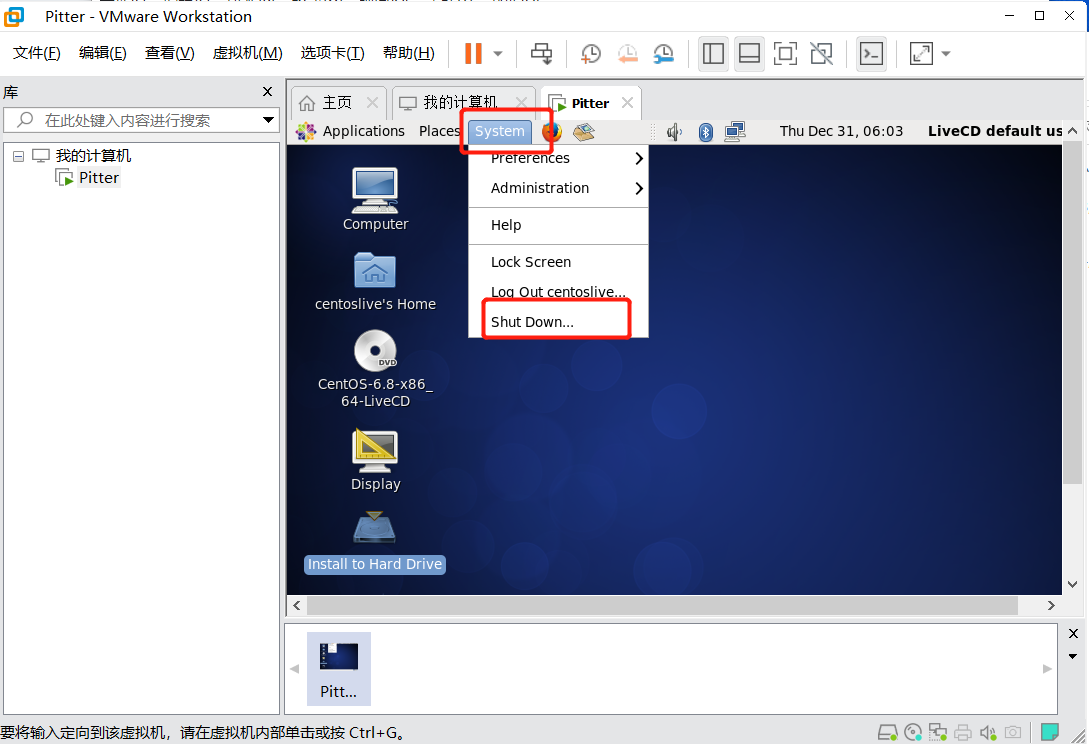 Pitter - VMware Workstation
文件(F) 编辑(E) 查看(V) 虚拟机(M) 选项卡(T) 帮助(H)
库
主页 我的计算机 Pitter
在此处键入内容进行搜索
Applications Places System Thu Dec 31, 06:03 LiveCD default us
我的计算机
Pitter
Preferences
Administration
Help
Lock Screen
Log Out centoslive...
Shut Down...
Computer
centoslive's Home
DVD
CentOS-6.8-x86_
64-LiveCD
Display
Install to Hard Drive
Pitt...
要将输入定向到该虚拟机，请在虚拟机内部单击或按 Ctrl+G。